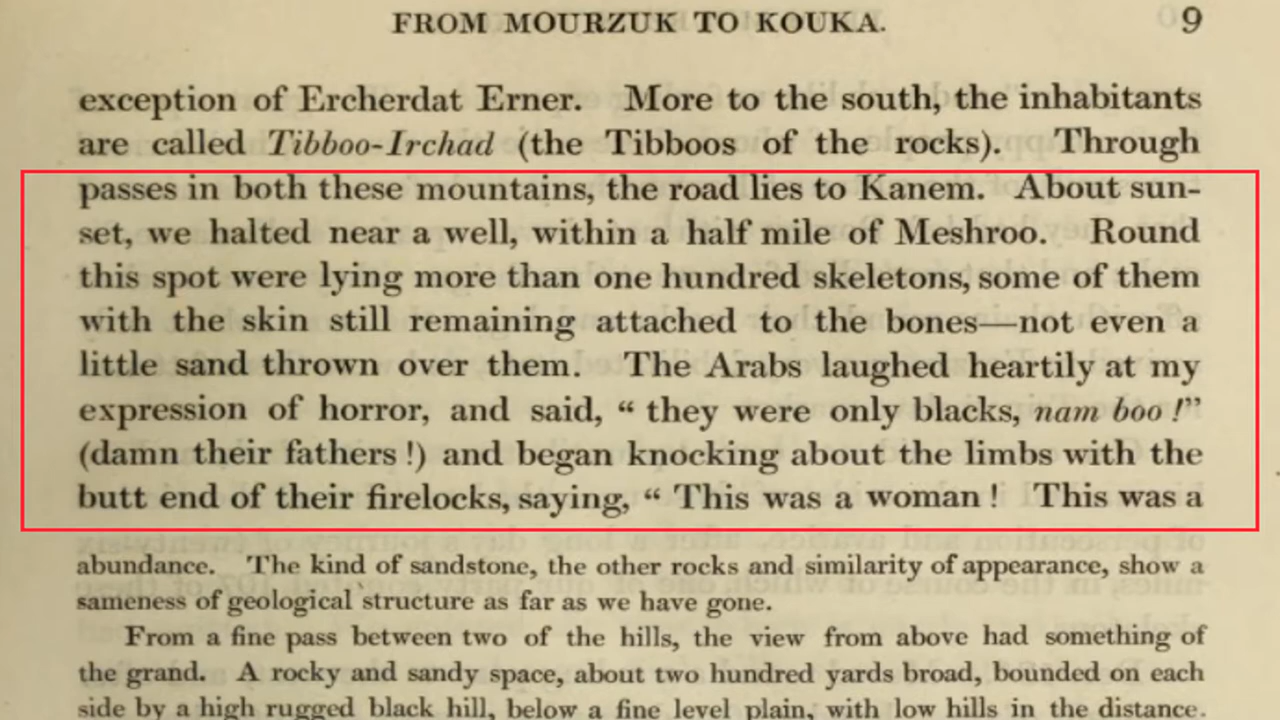 FROM MOURZUK TO KOUKA. 9
exception of Ercherdat Erner. More to the south, the inhabitants
are called Tibboo-Irchad (the Tibboos of the rocks). Through
passes in both these mountains, the road lies to Kanem. About sun-
set, we halted near a well, within a half mile of Meshroo. Round
this spot were lying more than one hundred skeletons, some of them
with the skin still remaining attached to the bones—not even a
little sand thrown over them. The Arabs laughed heartily at my
expression of horror, and said, “ they were only blacks, nam boo !”
(damn their fathers !) and began knocking about the limbs with the
butt end of their firelocks, saying, “ This was a woman ! This was a
abundance. The kind of sandstone, the other rocks and similarity of appearance, show a
sameness of geological structure as far as we have gone.
From a fine pass between two of the hills, the view from above had something of
the grand. A rocky and sandy space, about two hundred yards broad, bounded on each
side by a high rugged black hill, below a fine level plain, with low hills in the distance.